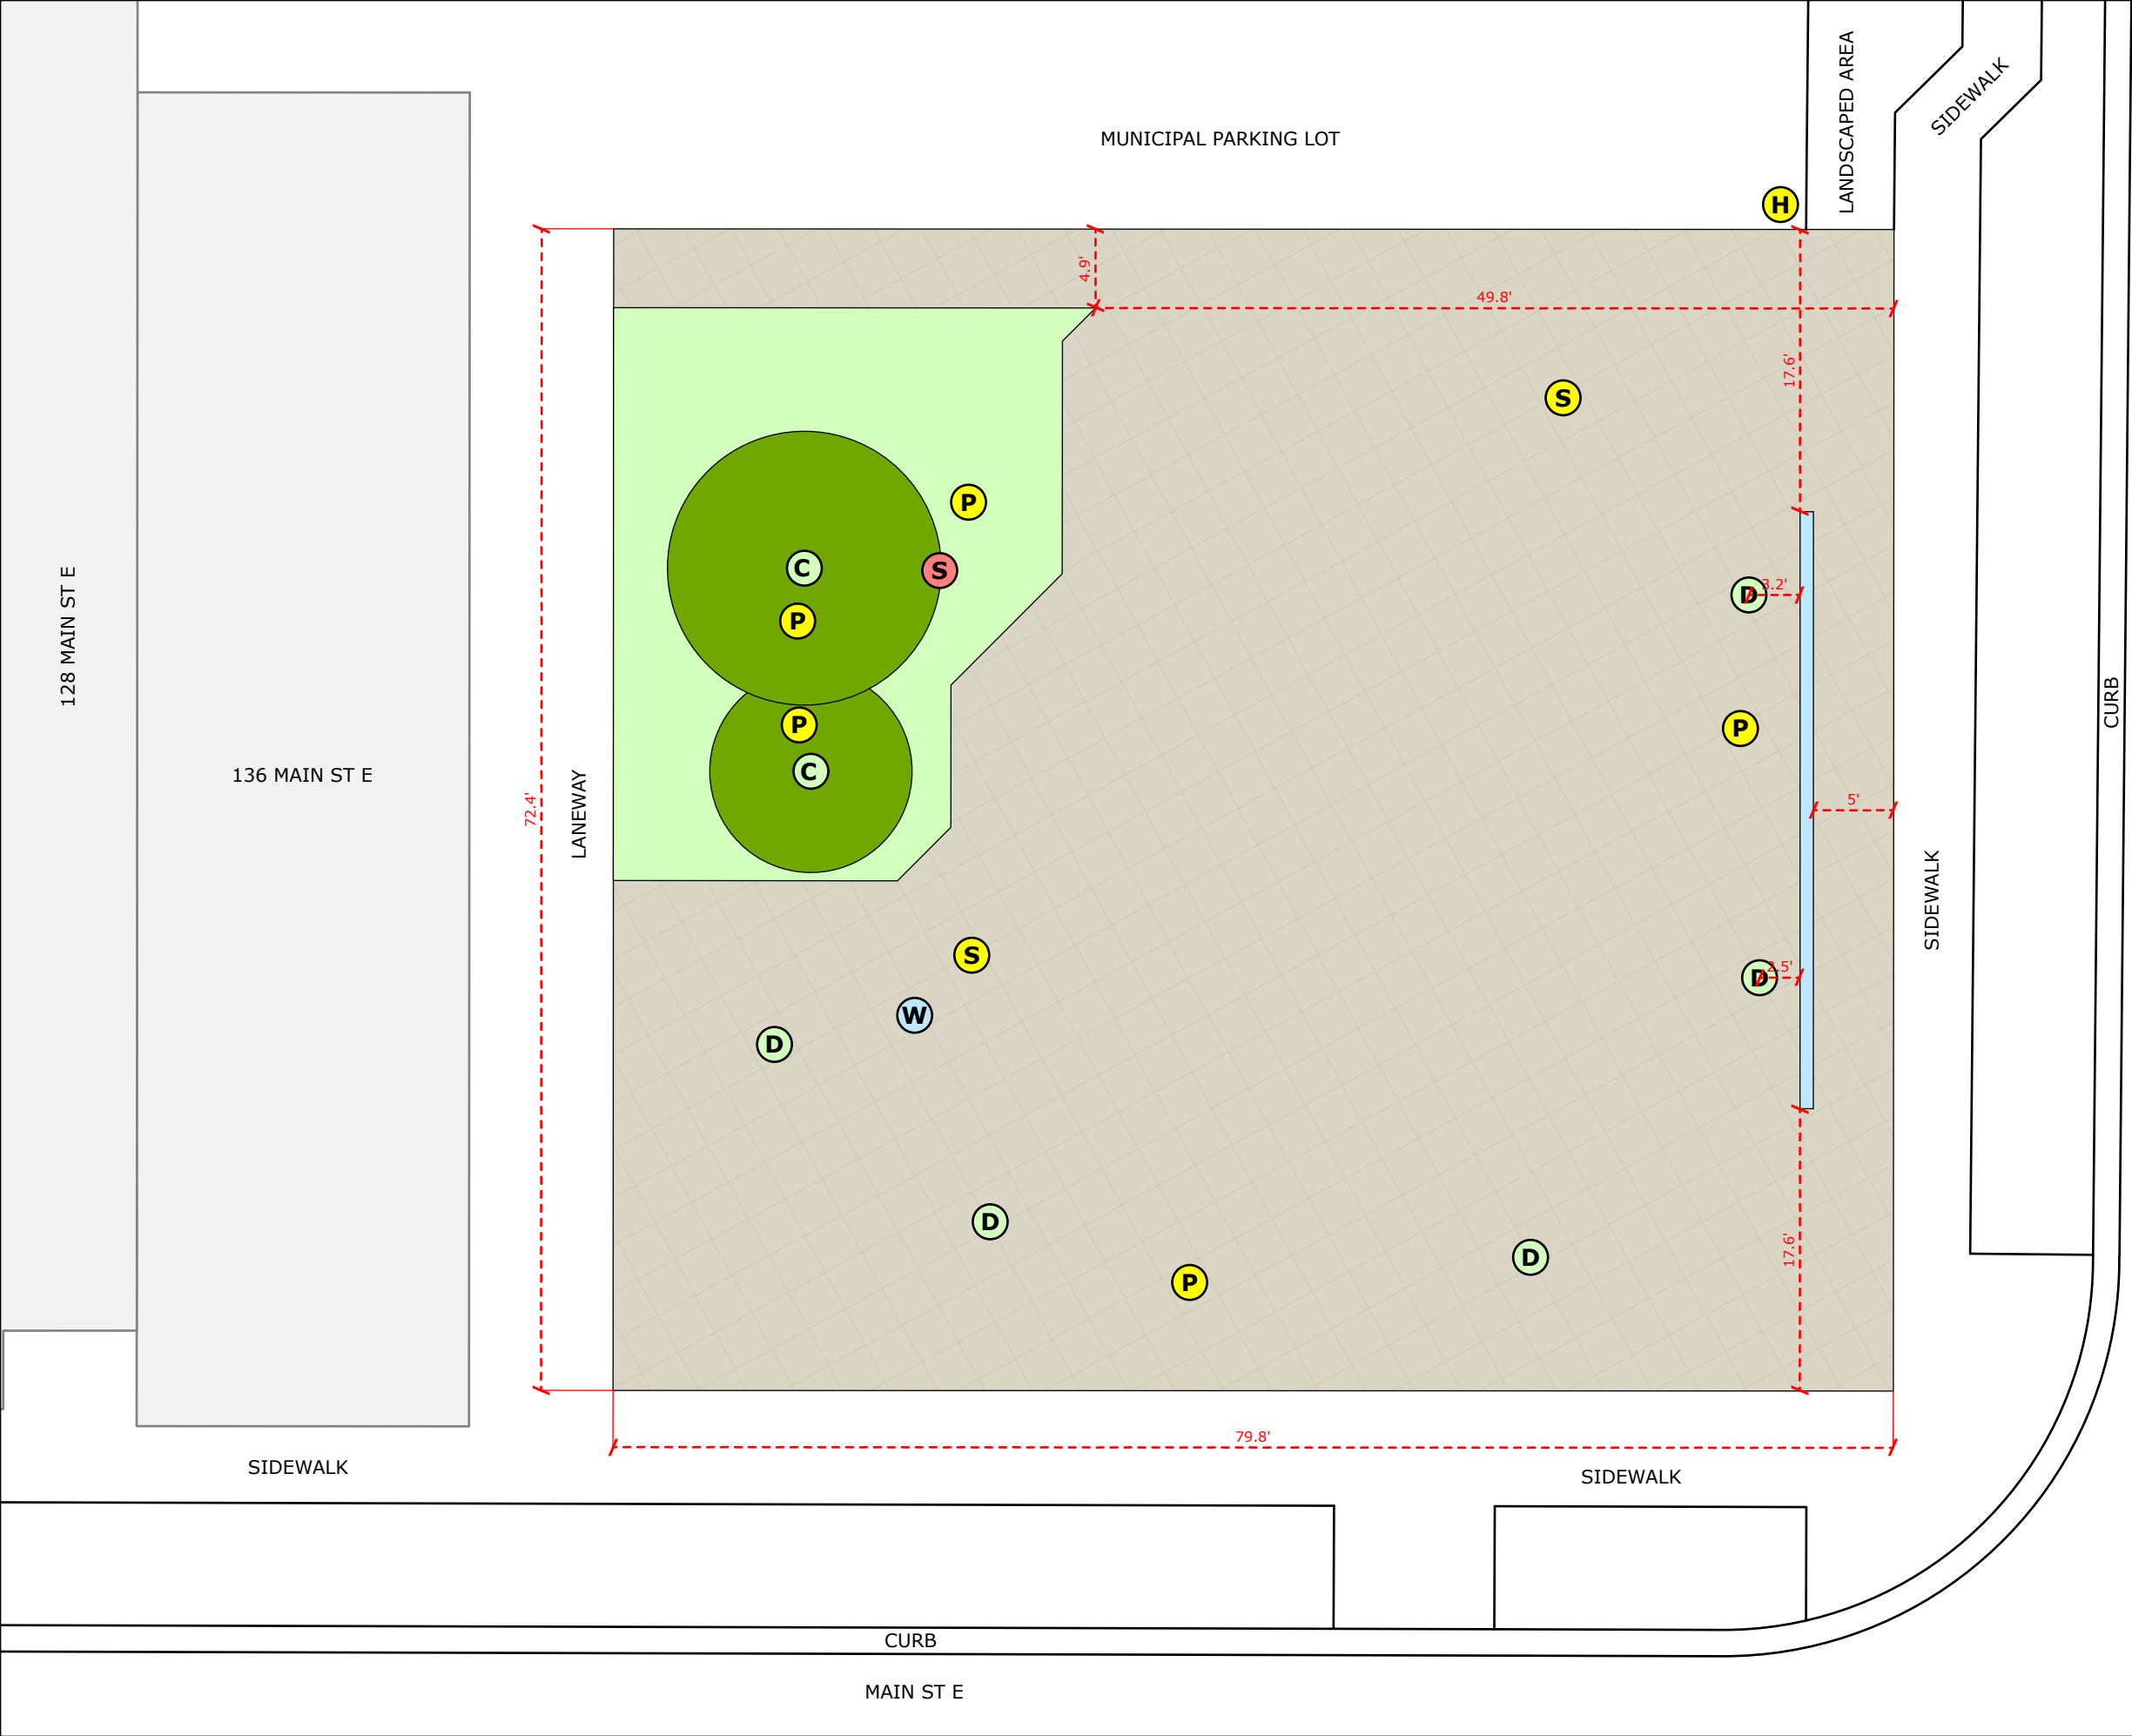 LANDSCAPED AREA
SIDEWALK
MUNICIPAL PARKING LOT
H
4.9'
49.8'
17.6'
S
P
C
S
D
3.2'
P
128 MAIN ST E
CURB
P
P
C
136 MAIN ST E
5'
72.4'
LANEWAY
SIDEWALK
S
2.5'
D
W
D
D
17.6'
D
P
79.8'
SIDEWALK
SIDEWALK
CURB
MAIN ST E